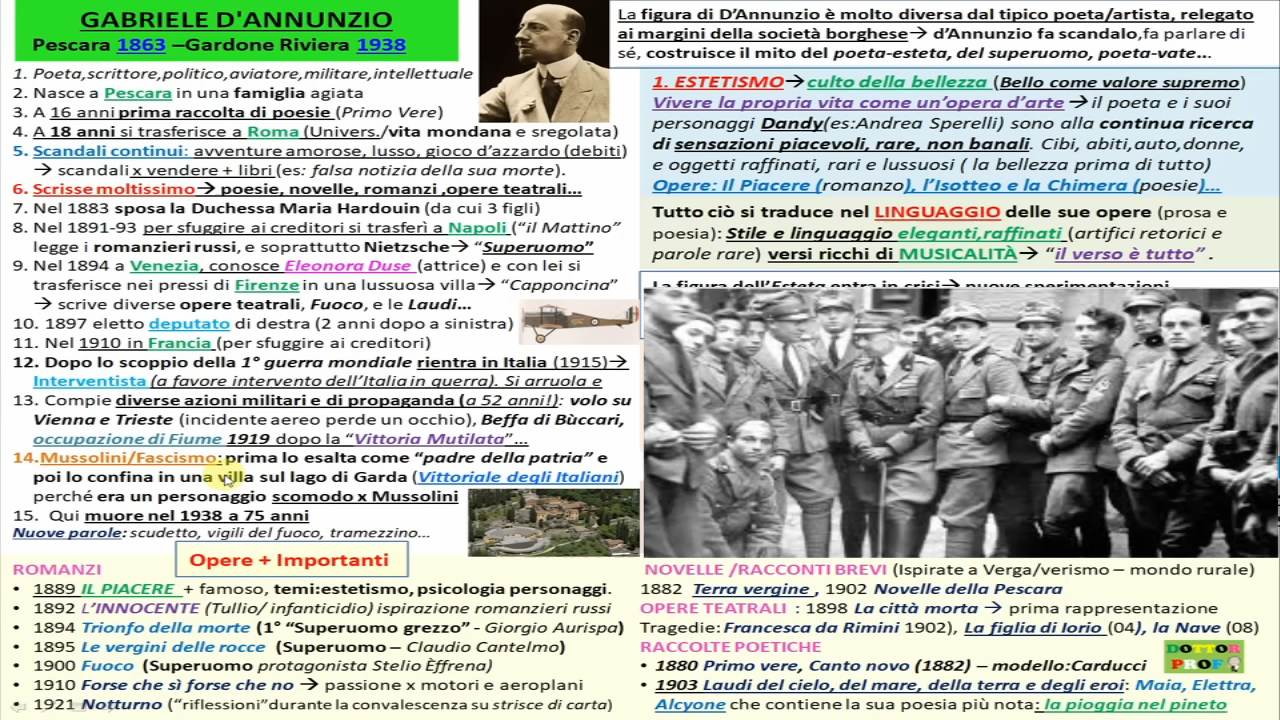 GABRIELE D'ANNUNZIO
Pescara 1863 –Gardone Riviera 1938
1. Poeta,scrittore,politico,aviatore,militare,intellettuale
2. Nasce a Pescara in una famiglia agiata
3. A 16 anni prima raccolta di poesie (Primo Vere)
4. A 18 anni si trasferisce a Roma (Univers./vita mondana e sregolata)
5. Scandali continui: avventure amorose, lusso, gioco d'azzardo (debiti)
→ scandali x vendere + libri (es: falsa notizia della sua morte).
6. Scrisse moltissimo→ poesie, novelle, romanzi ,opere teatrali...
7. Nel 1883 sposa la Duchessa Maria Hardouin (da cui 3 figli)
8. Nel 1891-93 per sfuggire ai creditori si trasferì a Napoli ("il Mattino"
legge i romanzieri russi, e soprattutto Nietzsche→ "Superuomo"
9. Nel 1894 a Venezia, conosce Eleonora Duse (attrice) e con lei si
trasferisce nei pressi di Firenze in una lussuosa villa→ "Capponcina"
→ scrive diverse opere teatrali, Fuoco, e le Laudi...
10. 1897 eletto deputato di destra (2 anni dopo a sinistra)
11. Nel 1910 in Francia (per sfuggire ai creditori)
12. Dopo lo scoppio della 1° guerra mondiale rientra in Italia (1915)→
Interventista (a favore intervento dell'Italia in guerra). Si arruola e
13. Compie diverse azioni militari e di propaganda (a 52 anni!): volo su
Vienna e Trieste (incidente aereo perde un occhio), Beffa di Bùccari,
occupazione di Fiume 1919 dopo la "Vittoria Mutilata"...
14.Mussolini/Fascismo:prima lo esalta come "padre della patria" e
poi lo confina in una villa sul lago di Garda (Vittoriale degli Italiani)
perché era un personaggio scomodo x Mussolini
15. Qui muore nel 1938 a 75 anni
Nuove parole: scudetto, vigili del fuoco, tramezzino...
La figura di D'Annunzio è molto diversa dal tipico poeta/artista, relegato
ai margini della società borghese→ d'Annunzio fa scandalo,fa parlare di
sé, costruisce il mito del poeta-esteta, del superuomo, poeta-vate...
1. ESTETISMO→culto della bellezza (Bello come valore supremo)
Vivere la propria vita come un'opera d'arte →il poeta e i suoi
personaggi Dandy(es:Andrea Sperelli) sono alla continua ricerca
di sensazioni piacevoli, rare, non banali. Cibi, abiti,auto,donne,
e oggetti raffinati, rari e lussuosi ( la bellezza prima di tutto)
Opere: Il Piacere (romanzo), l'Isotteo e la Chimera (poesie)...
Tutto ciò si traduce nel LINGUAGGIO delle sue opere (prosa e
poesia): Stile e linguaggio eleganti,raffinati (artifici retorici e
parole rare) versi ricchi di MUSICALITÀ→ "il verso è tutto" .
La figura dell'Esteta entra in crisi→ nuove sperimentazioni
Opere + Importanti
ROMANZI
• 1889 IL PIACERE + famoso, temi:estetismo, psicologia personaggi.
• 1892 L'INNOCENTE (Tullio/ infanticidio) ispirazione romanzieri russi
• 1894 Trionfo della morte (1° "Superuomo grezzo" - Giorgio Aurispa)
• 1895 Le vergini delle rocce (Superuomo – Claudio Cantelmo)
• 1900 Fuoco (Superuomo protagonista Stelio Èffrena)
• 1910 Forse che sì forse che no → passione x motori e aeroplani
• 1921 Notturno ("riflessioni"durante la convalescenza su strisce di carta)
NOVELLE /RACCONTI BREVI (Ispirate a Verga/verismo – mondo rurale)
1882 Terra vergine , 1902 Novelle della Pescara
OPERE TEATRALI : 1898 La città morta → prima rappresentazione
Tragedie: Francesca da Rimini 1902), La figlia di Iorio (04), la Nave (08)
RACCOLTE POETICHE
• 1880 Primo vere, Canto novo (1882) – modello:Carducci
• 1903 Laudi del cielo, del mare, della terra e degli eroi: Maia, Elettra,
Alcyone che contiene la sua poesia più nota: la pioggia nel pineto
DOTTOR
PROF